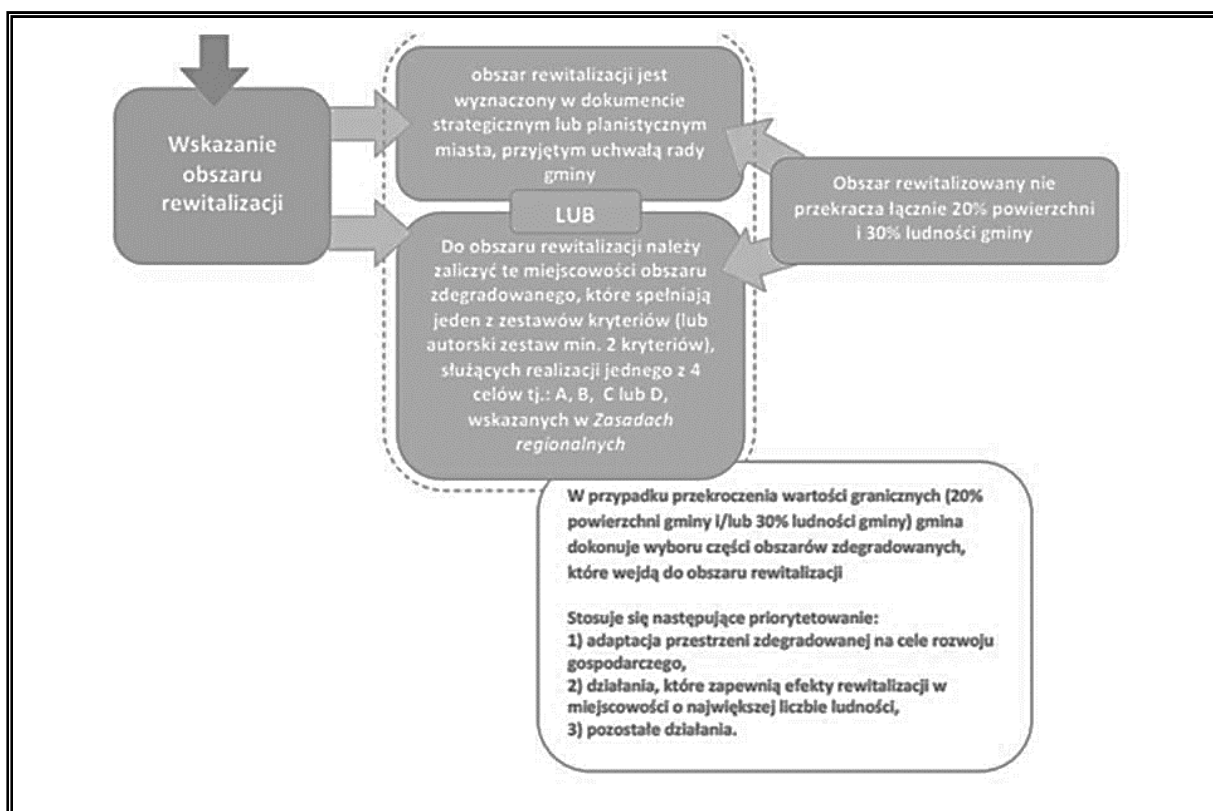 Wskazanie
obszaru
rewitalizacji
obszar rewitalizacji jest
wyznaczony w dokumencie
strategicznym lub planistycznym
miasta, przyjętym uchwałą rady
gminy
LUB
Do obszaru rewitalizacji należy
zaliczyć te miejscowości obszaru
zdegradowanego, które spełniają
jeden z zestawów kryteriów (lub
autorski zestaw min. 2 kryteriów),
służących realizacji jednego z 4
celów tj.: A, B, C lub D,
wskazanych w Zasadach
regionalnych
Obszar rewitalizowany nie
przekracza łącznie 20% powierzchni
i 30% ludności gminy
W przypadku przekroczenia wartości granicznych (20%
powierzchni gminy i/lub 30% ludności gminy) gmina
dokonuje wyboru części obszarów zdegradowanych,
które wejdą do obszaru rewitalizacji
Stosuje się następujące priorytetowanie:
1) adaptacja przestrzeni zdegradowanej na cele rozwoju
gospodarczego,
2) działania, które zapewnią efekty rewitalizacji w
miejscowości o największej liczbie ludności,
3) pozostałe działania.